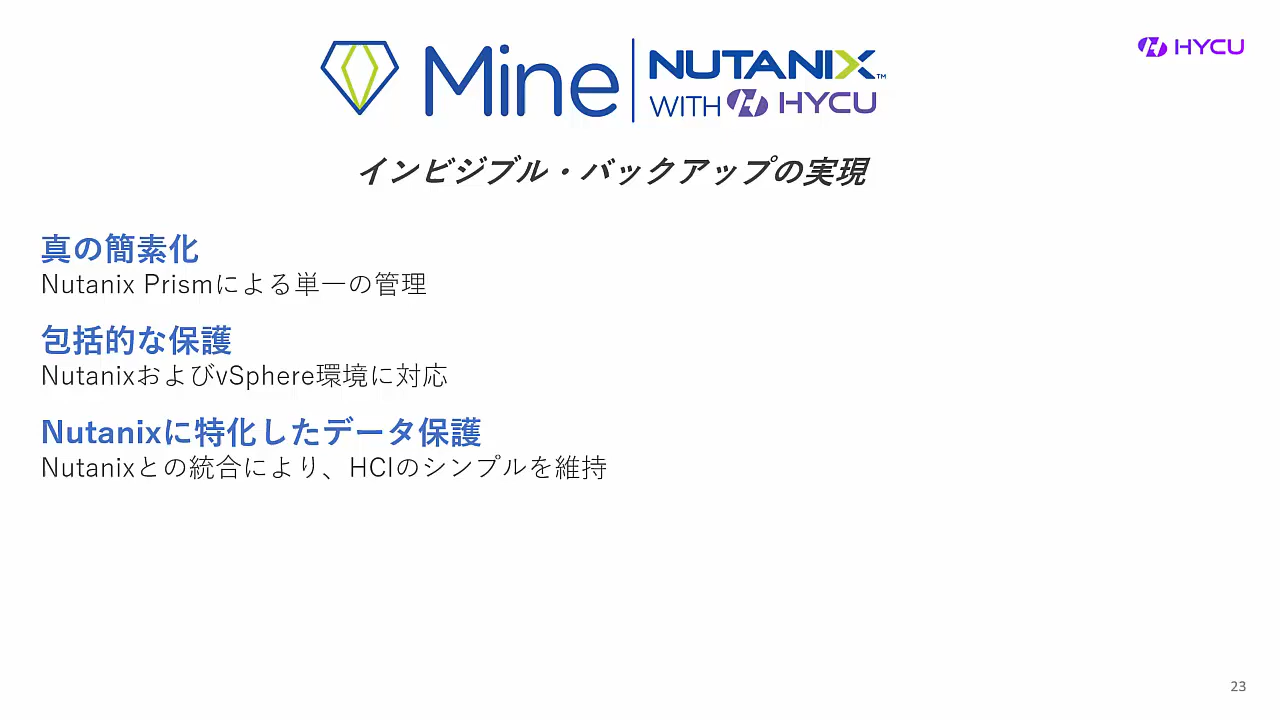 Mine
NUTANIX™
WITH HYCU
HYCU
インビジブル・バックアップの実現
真の簡素化
Nutanix Prismによる単一の管理
包括的な保護
NutanixおよびvSphere環境に対応
Nutanixに特化したデータ保護
Nutanixとの統合により、HCIのシンプルを維持
23